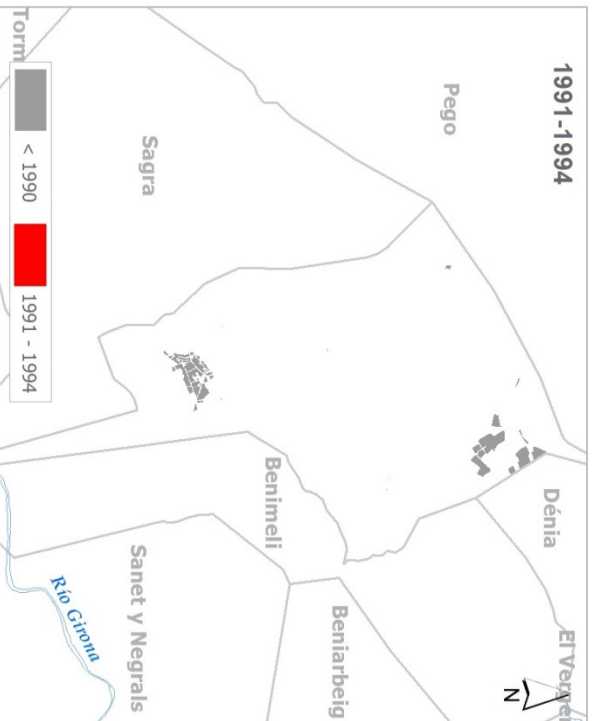 1991-1994
Pego
Dénia
El Verger
Sagra
Benimeli
Beniarbeig
Sanet y Negrals
Río Girona
Torm
< 1990
1991 - 1994
N